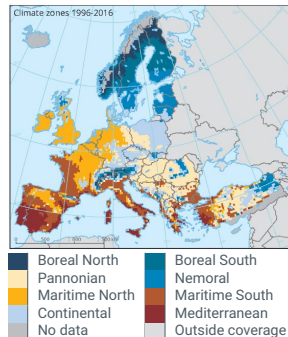 Climate zones 1996-2016
Boreal North
Boreal South
Pannonian
Nemoral
Maritime North
Maritime South
Continental
Mediterranean
No data
Outside coverage